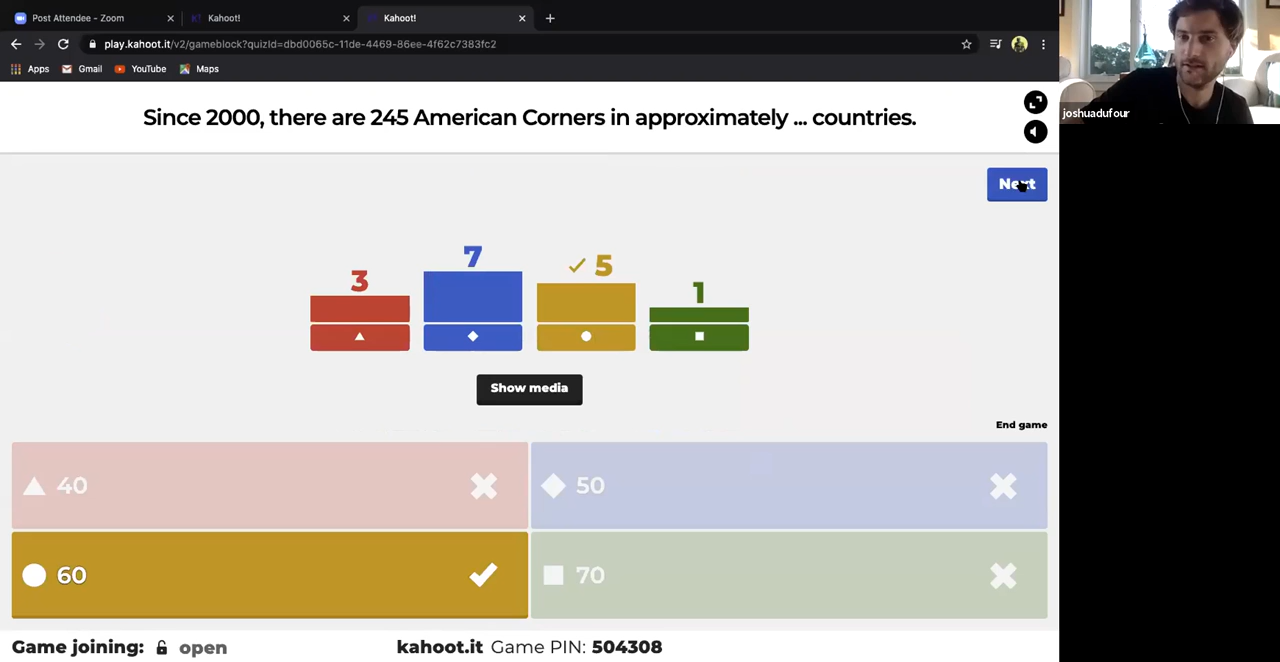 Post Attendee - Zoom
Kahoot!
Kahoot!
play.kahoot.it/v2/gameblock?quizId=dbd0065c-11de-4469-86ee-4f62c7383fc2
Apps Gmail YouTube Maps
Since 2000, there are 245 American Corners in approximately ... countries.
joshuadufour
Next
3
7
5
1
Show media
End game
40
50
60
70
Game joining: open
kahoot.it Game PIN: 504308